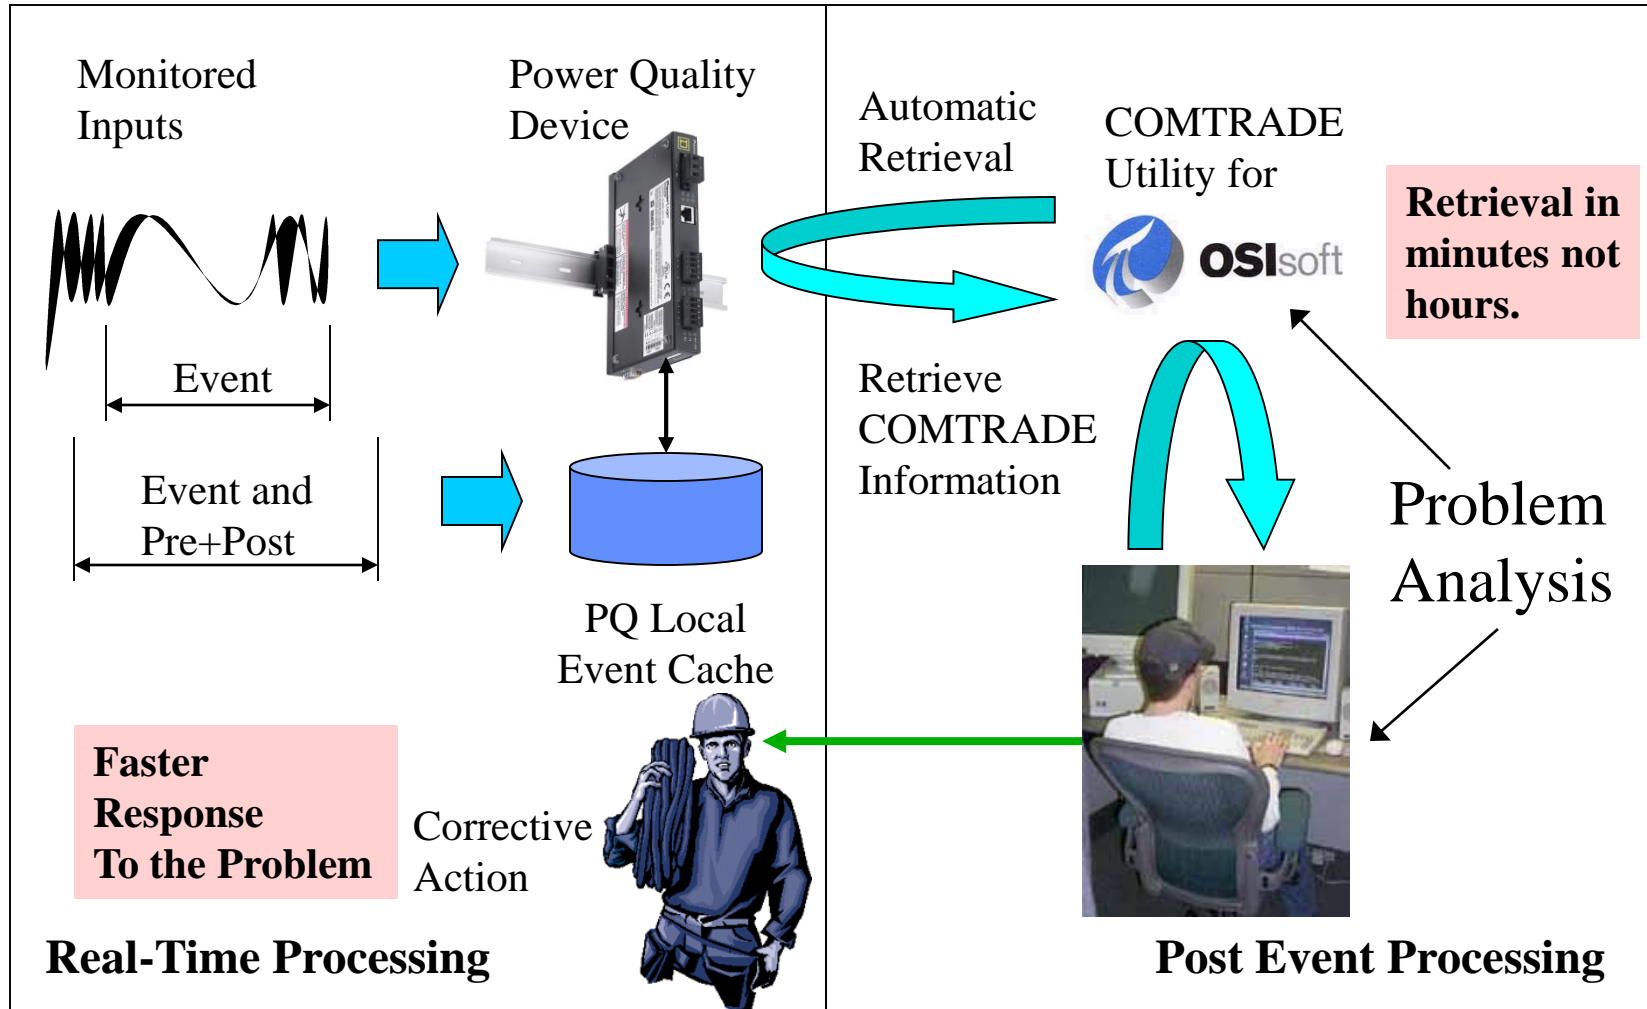 Monitored
Inputs
Power Quality
Device
Event
Event and
Pre+Post
PQ Local
Event Cache
Faster
Response
To the Problem
Corrective
Action
Real-Time Processing
Automatic
Retrieval
COMTRADE
Utility for
OSIsoft
Retrieval in
minutes not
hours.
Retrieve
COMTRADE
Information
Problem
Analysis
Post Event Processing